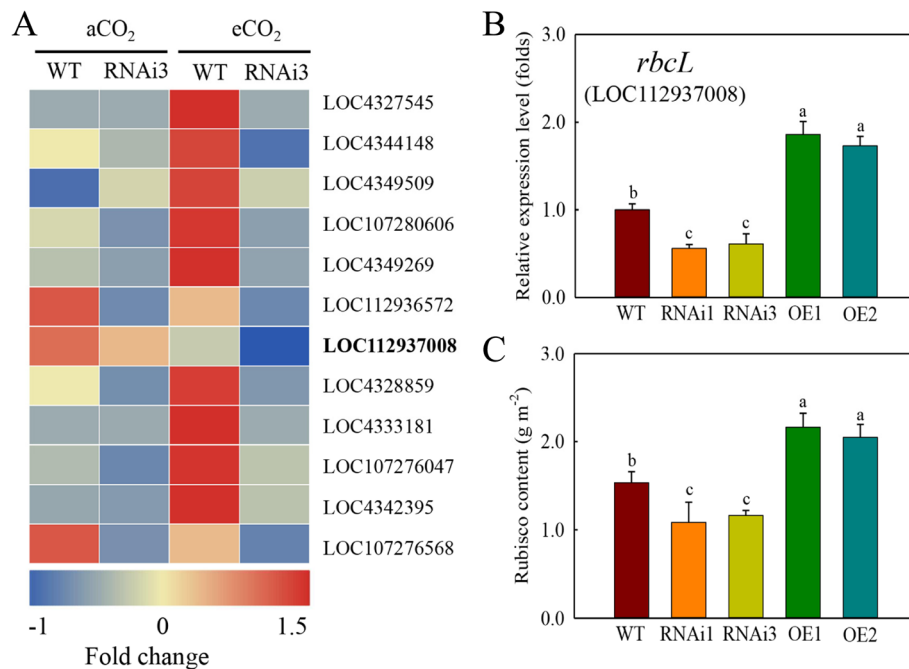 A
aCO₂ eCO₂
WT RNAi3 WT RNAi3
LOC4327545
LOC4344148
LOC4349509
LOC107280606
LOC4349269
LOC112936572
LOC112937008
LOC4328859
LOC4333181
LOC107276047
LOC4342395
LOC107276568
-1 0 1.5
Fold change
B
Relative expression level (folds)
3.0
2.0
1.0
0.0
rbcL
(LOC112937008)
b c c a a
WT RNAi1 RNAi3 OE1 OE2
C
Rubisco content (g m⁻²)
3.0
2.0
1.0
0.0
b c c a a
WT RNAi1 RNAi3 OE1 OE2